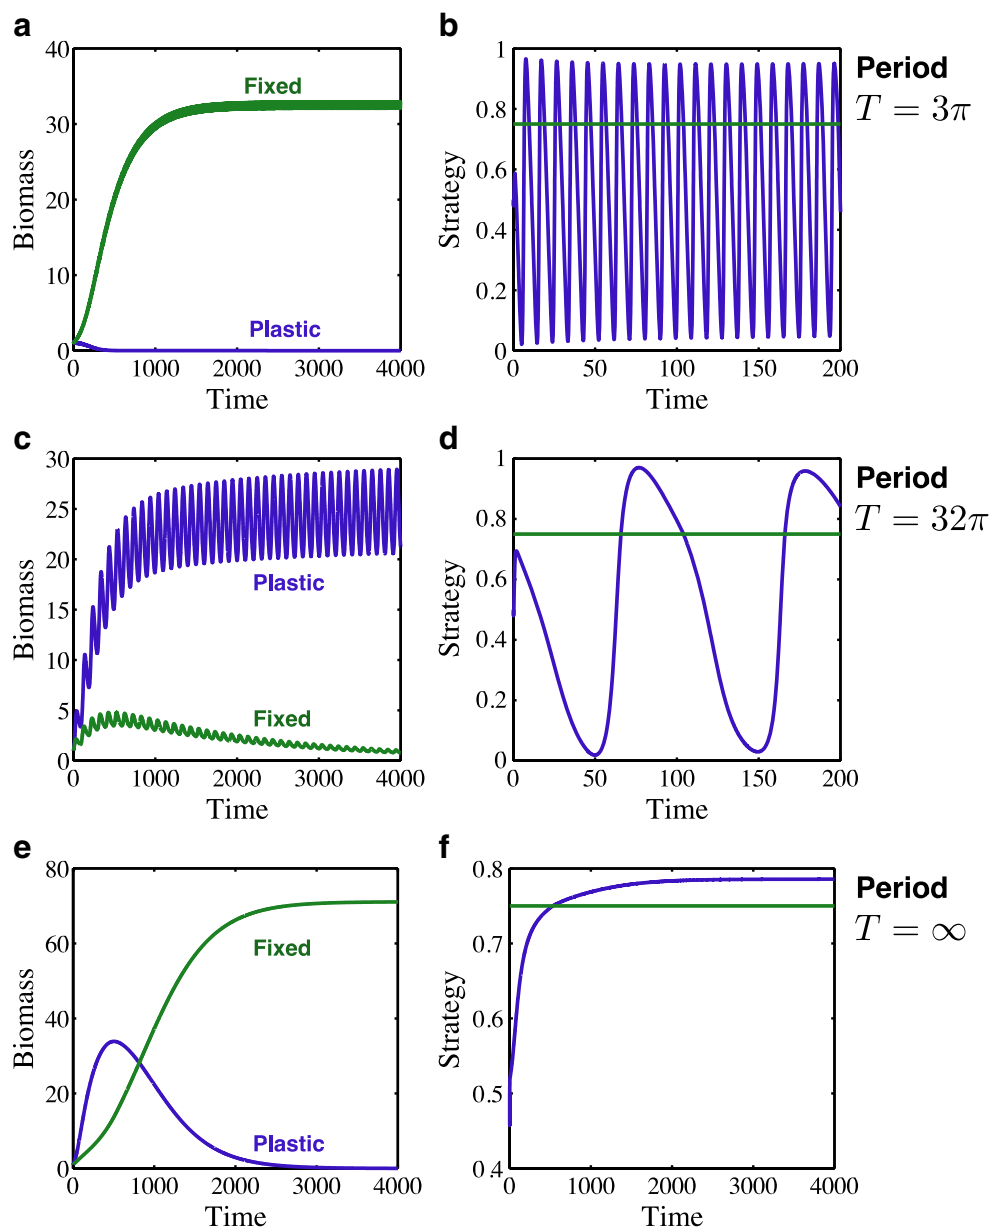 a
40
30
20
10
0
Biomass
Fixed
Plastic
0 1000 2000 3000 4000
Time
b
1
0.8
0.6
0.4
0.2
0
Strategy
0 50 100 150 200
Time
Period
T = 3π
c
30
25
20
15
10
5
0
Biomass
Plastic
Fixed
0 1000 2000 3000 4000
Time
d
1
0.8
0.6
0.4
0.2
0
Strategy
0 50 100 150 200
Time
Period
T = 32π
e
80
60
40
20
0
Biomass
Fixed
Plastic
0 1000 2000 3000 4000
Time
f
0.8
0.7
0.6
0.5
0.4
Strategy
0 1000 2000 3000 4000
Time
Period
T = ∞